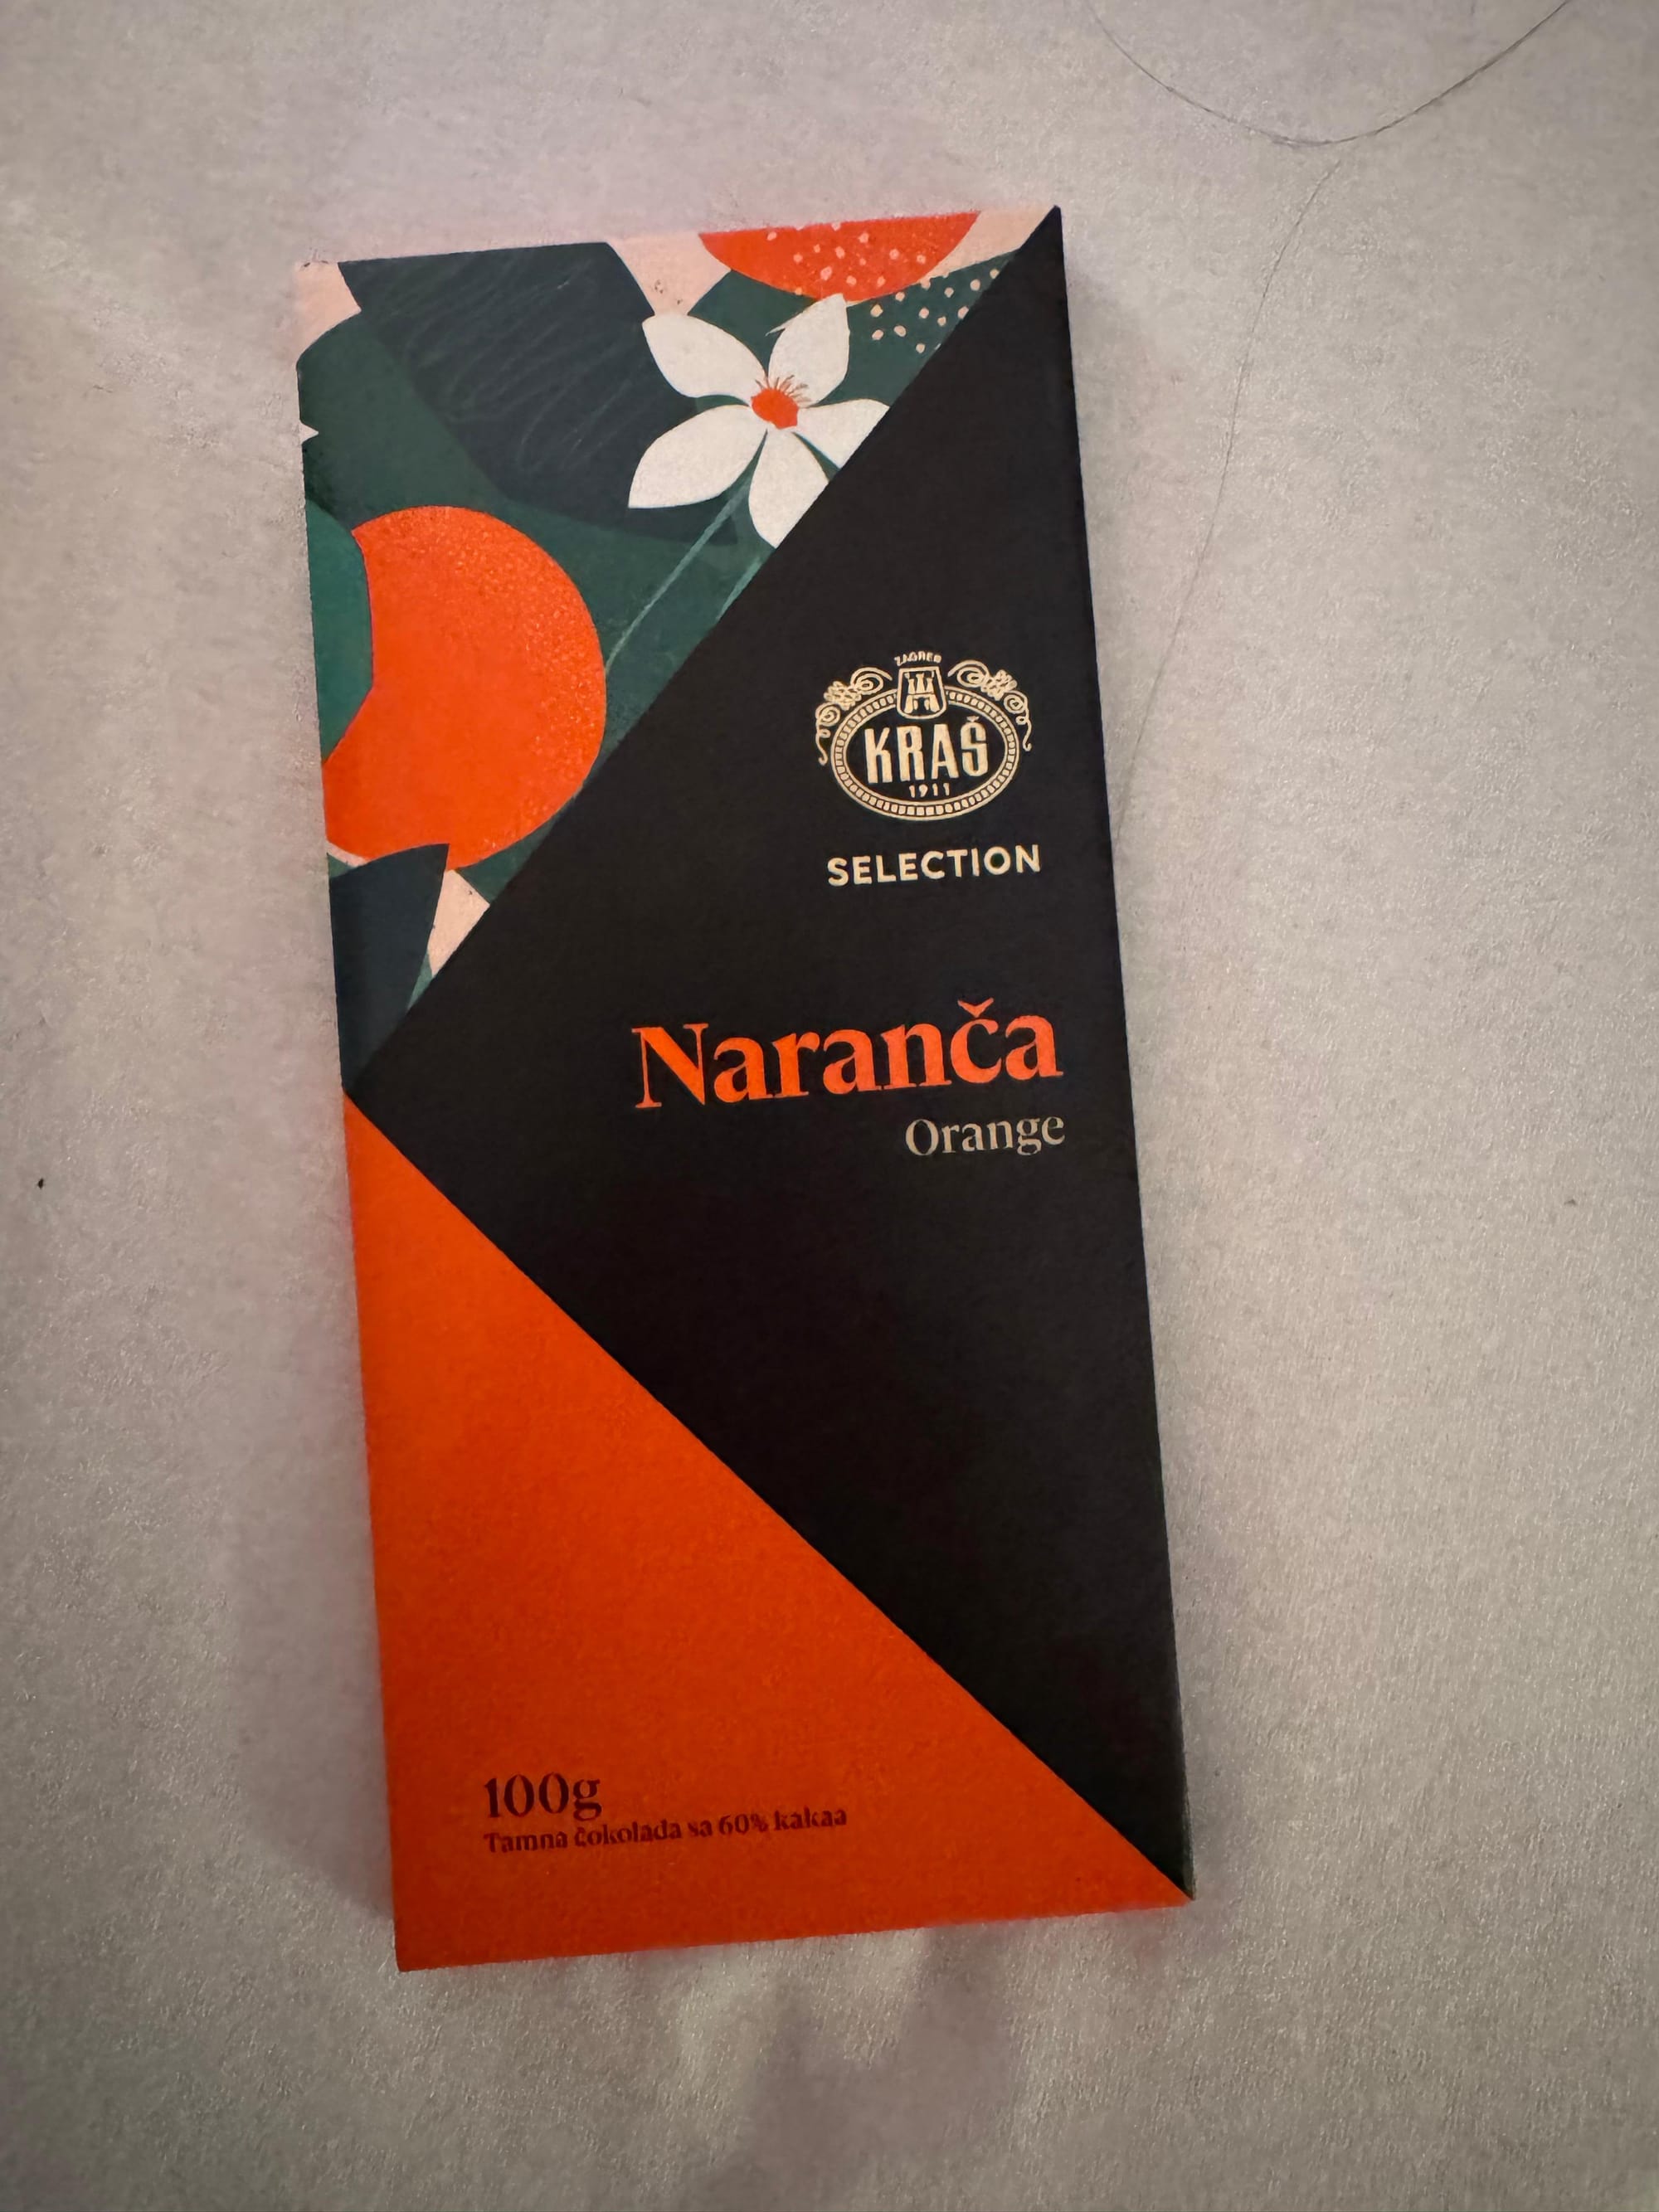 ZAGREB
KRAŠ
1911
SELECTION
Naranča
Orange
100g
Tamna čokolada sa 60% kakaa